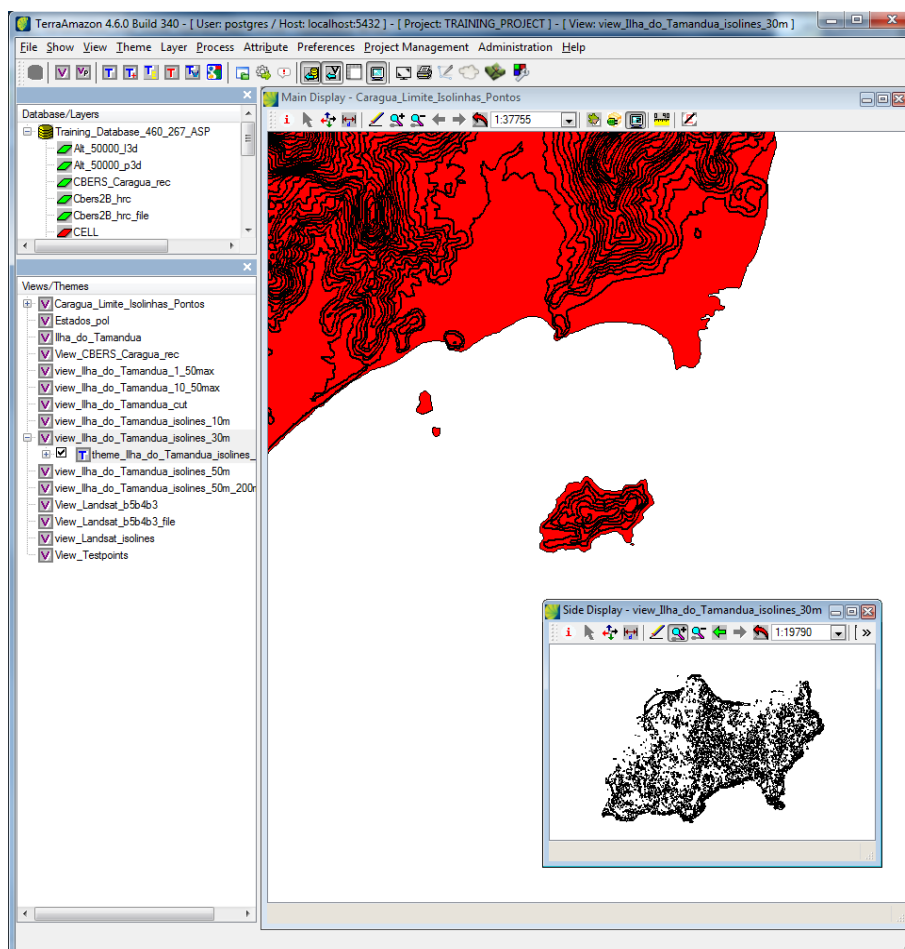 TerraAmazon 4.6.0 Build 340 - [ User: postgres / Host: localhost:5432 ] - [ Project: TRAINING_PROJECT ] - [ View: view_Ilha_do_Tamandua_isolines_30m ]
File Show View Theme Layer Process Attribute Preferences Project Management Administration Help
Database/Layers
Training_Database_460_267_ASP
Alt_50000_l3d
Alt_50000_p3d
CBERS_Caragua_rec
Cbers2B_hrc
Cbers2B_hrc_file
CELL
Views/Themes
Caragua_Limite_Isolinhas_Pontos
Estados_pol
Ilha_do_Tamandua
View_CBERS_Caragua_rec
view_Ilha_do_Tamandua_1_50max
view_Ilha_do_Tamandua_10_50max
view_Ilha_do_Tamandua_cut
view_Ilha_do_Tamandua_isolines_10m
view_Ilha_do_Tamandua_isolines_30m
theme_Ilha_do_Tamandua_isolines_
view_Ilha_do_Tamandua_isolines_50m
view_Ilha_do_Tamandua_isolines_50m_200m
View_Landsat_b5b4b3
View_Landsat_b5b4b3_file
view_Landsat_isolines
View_Testpoints
Main Display - Caragua_Limite_Isolinhas_Pontos
1:37755
Side Display - view_Ilha_do_Tamandua_isolines_30m
1:19790